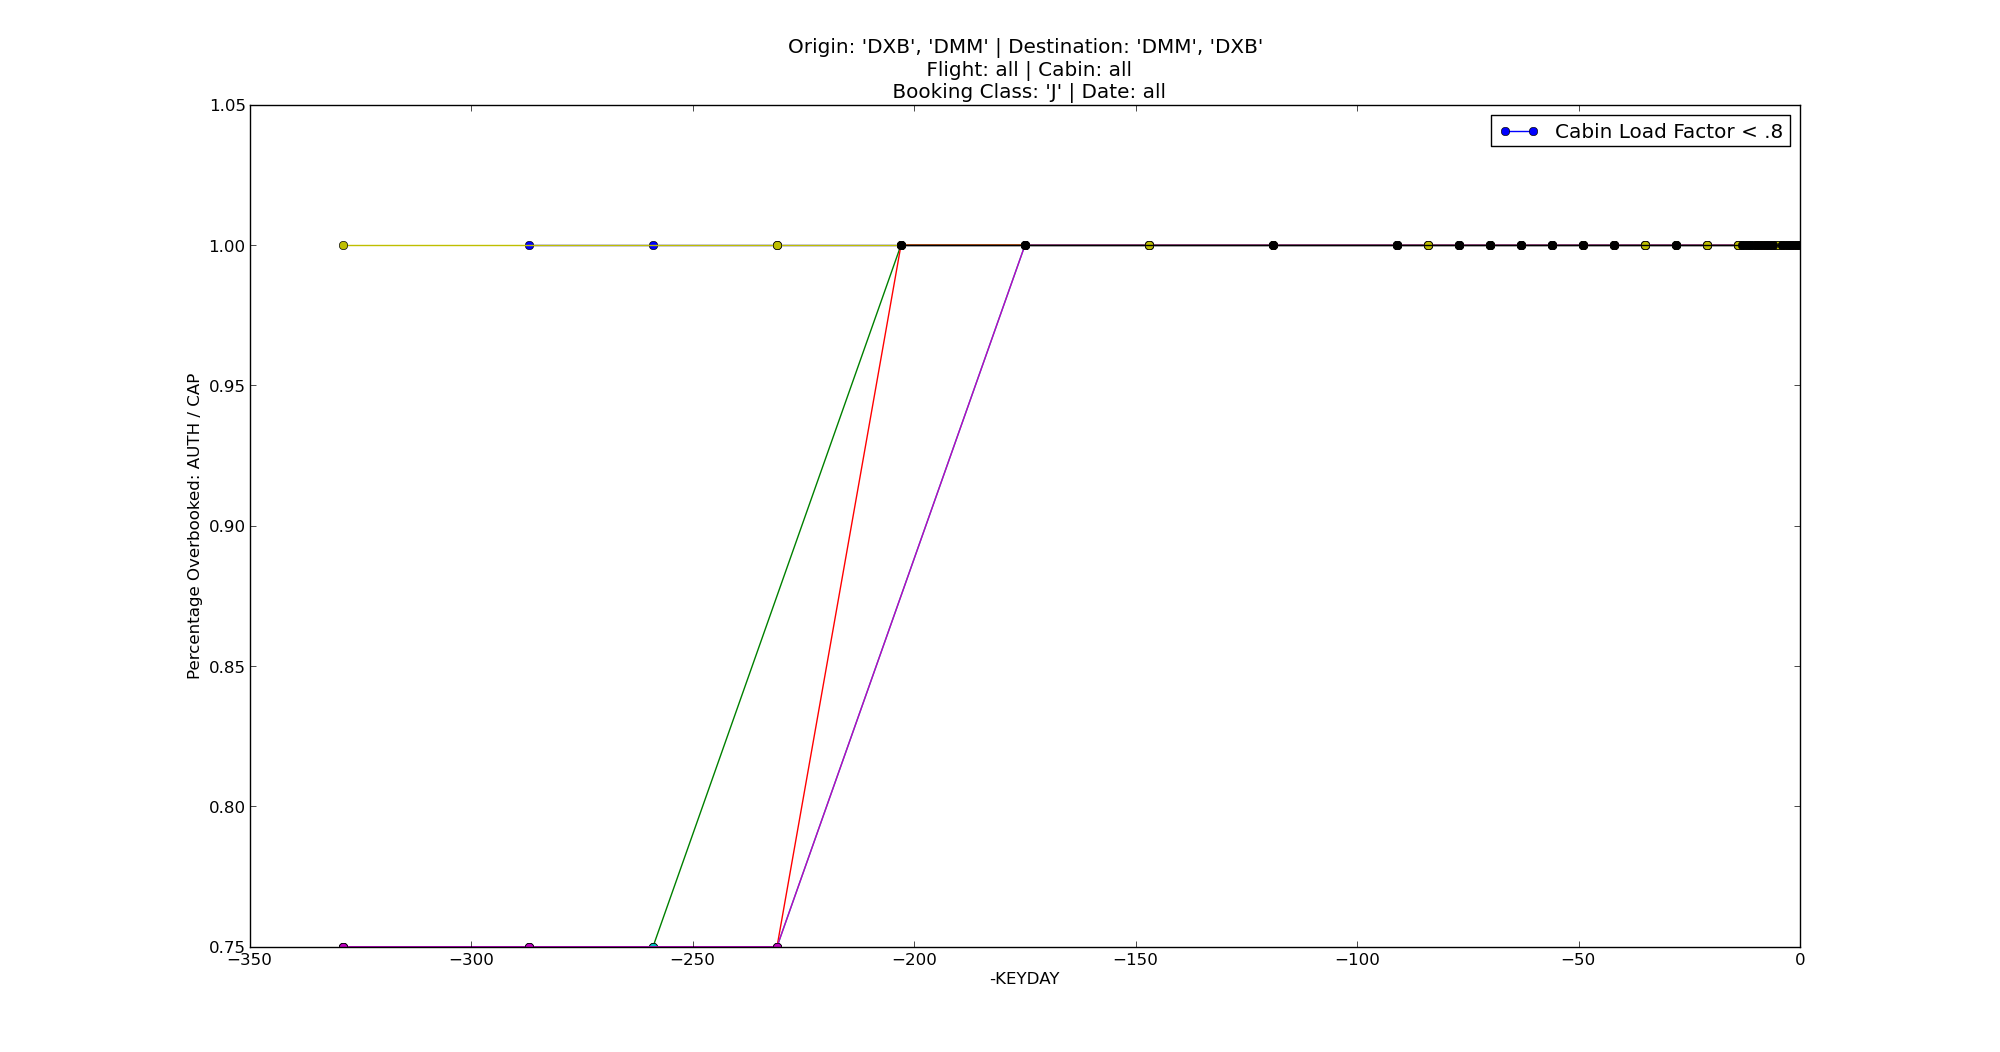 Origin: 'DXB', 'DMM' | Destination: 'DMM', 'DXB'
Flight: all | Cabin: all
Booking Class: 'J' | Date: all
Cabin Load Factor < .8
Percentage Overbooked: AUTH / CAP
1.05
1.00
0.95
0.90
0.85
0.80
0.75
−350
−300
−250
−200
−150
−100
−50
0
-KEYDAY